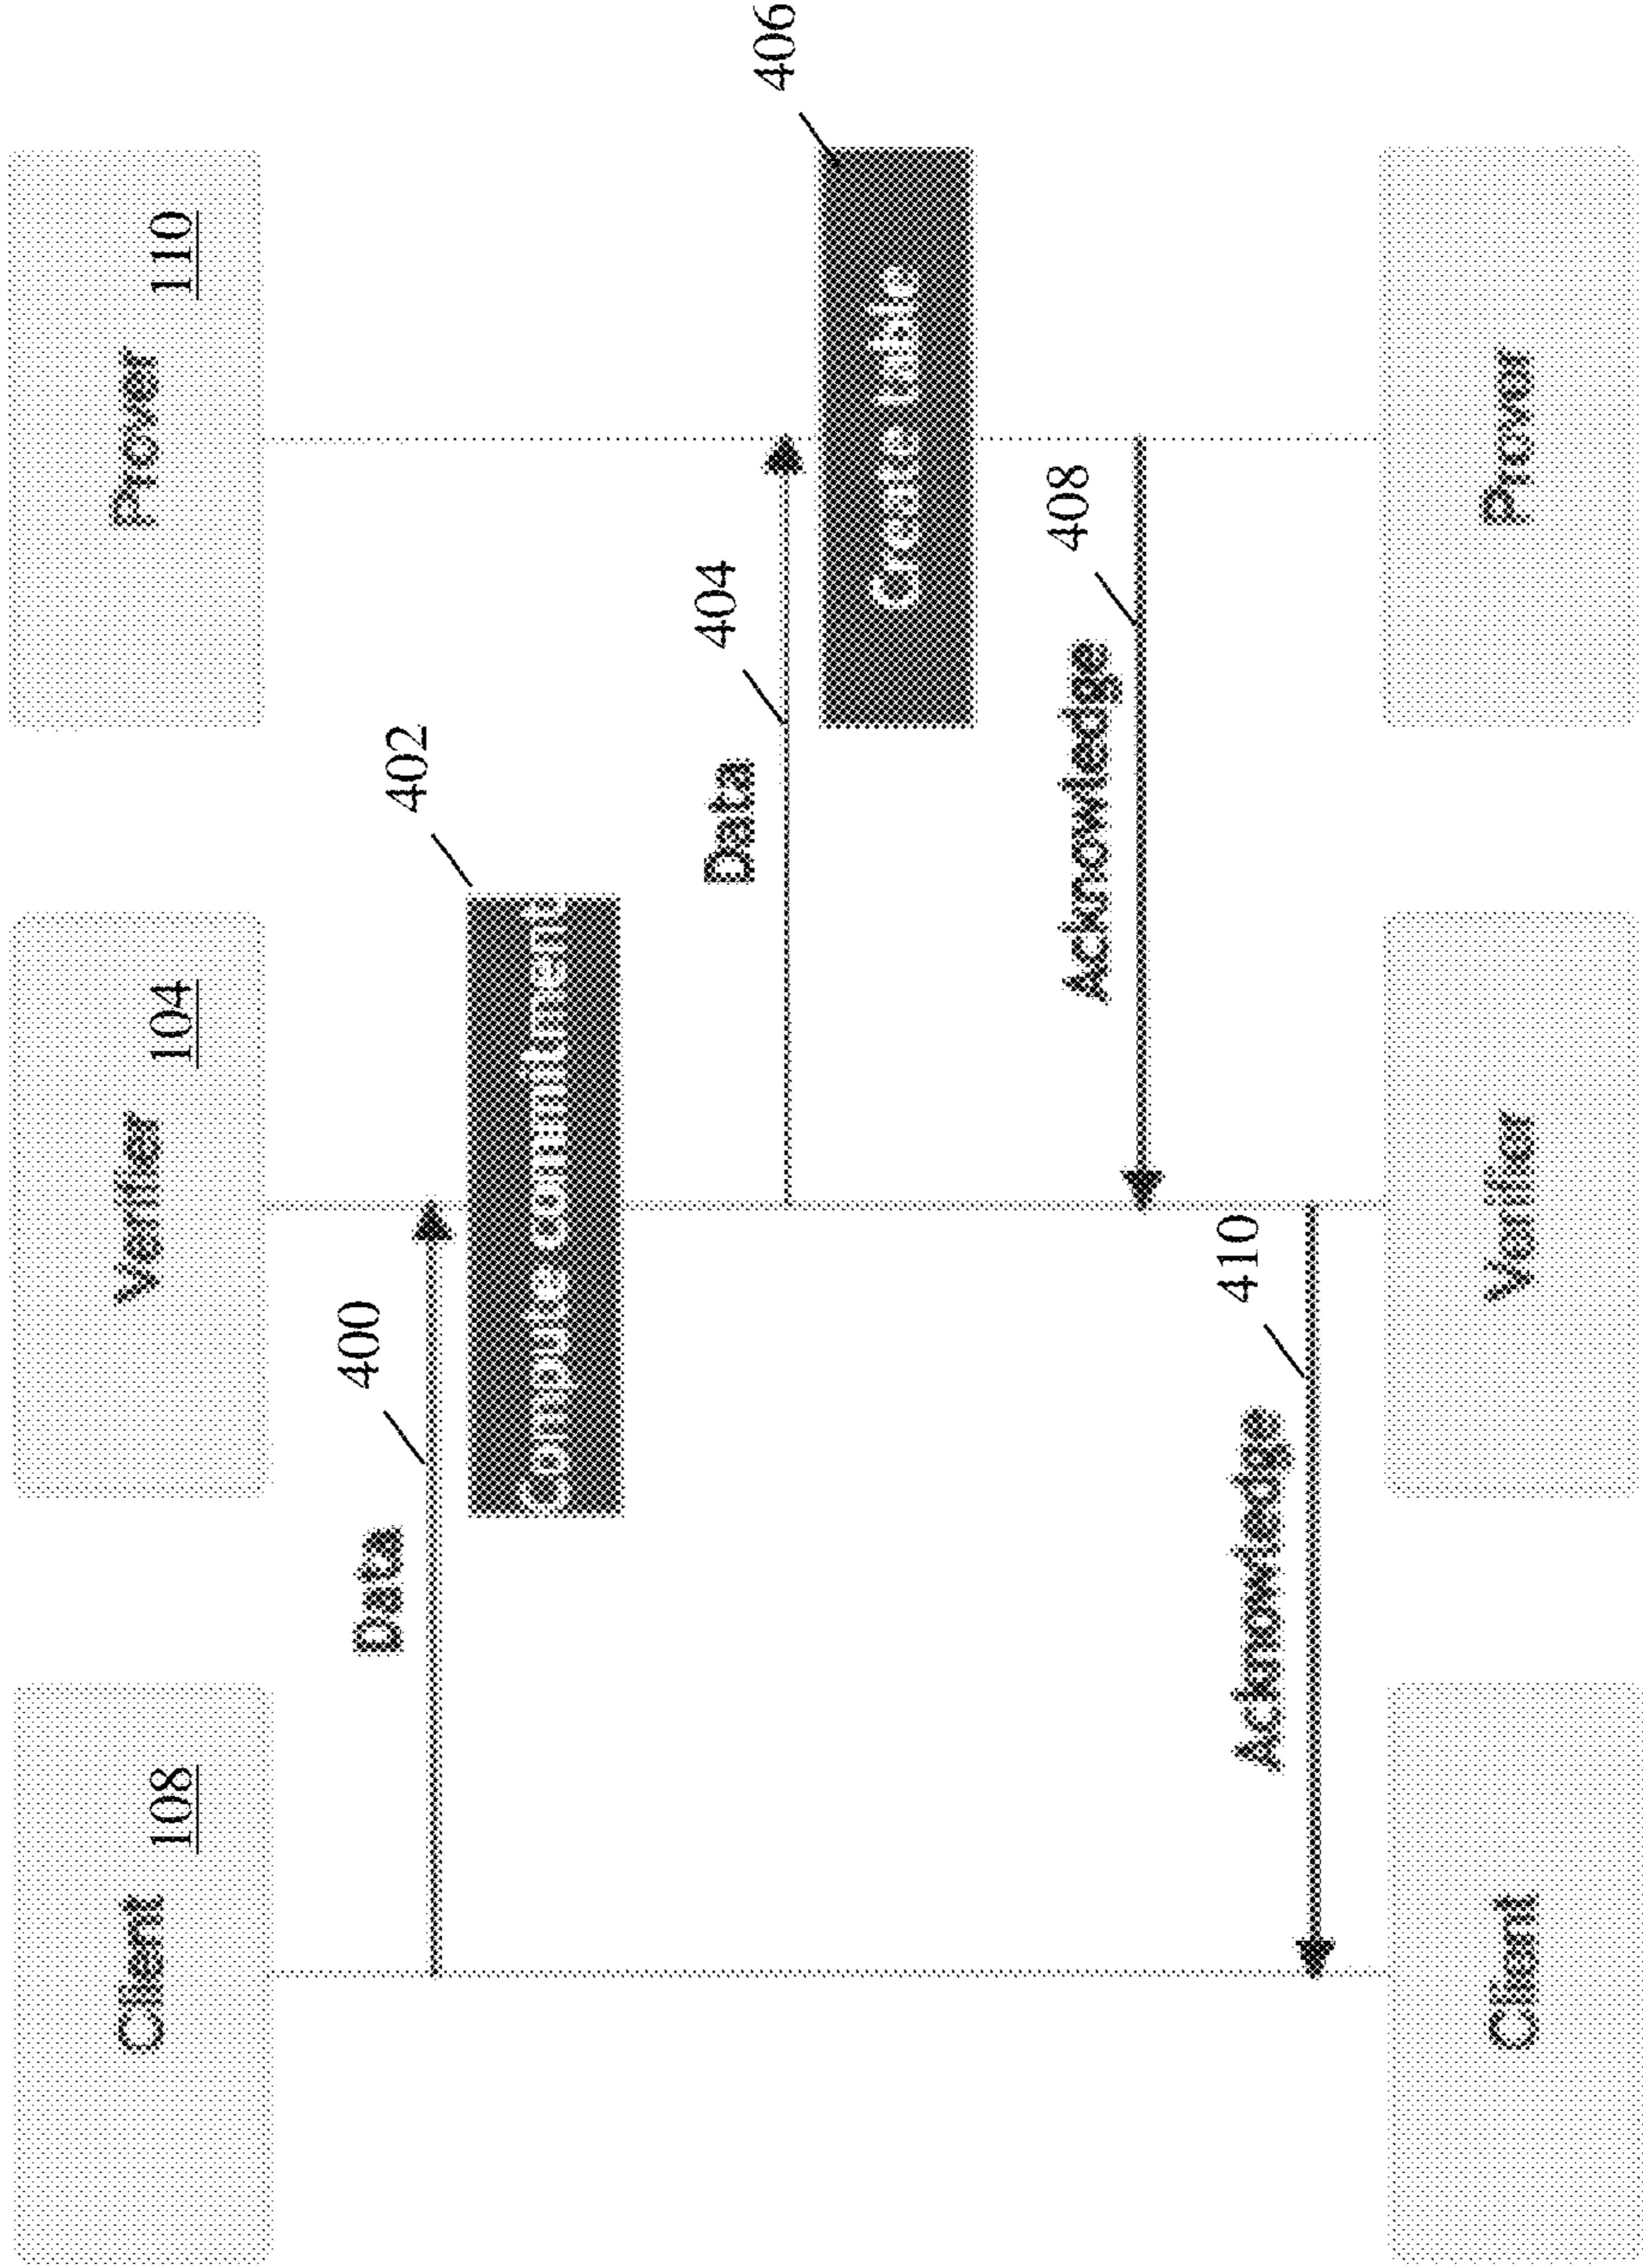 Client 108
Verifier 104
Prover 110
Data
400
Compute commitment
402
Data
404
Create table
406
Acknowledge
408
Acknowledge
410
Client
Verifier
Prover